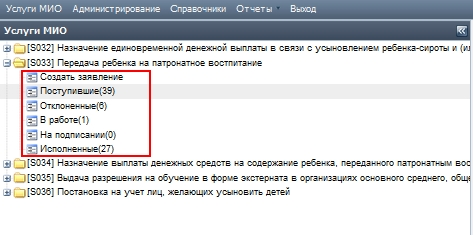 Услуги МИО Администрирование Справочники Отчеты Выход
Услуги МИО
[S032] Назначение единовременной денежной выплаты в связи с усыновлением ребенка-сироты и (и
[S033] Передача ребенка на патронатное воспитание
Создать заявление
Поступившие(39)
Отклоненные(6)
В работе(1)
На подписании(0)
Исполненные(27)
[S034] Назначение выплаты денежных средств на содержание ребенка, переданного патронатным вос
[S035] Выдача разрешения на обучение в форме экстерната в организациях основного среднего, обще
[S036] Постановка на учет лиц, желающих усыновить детей